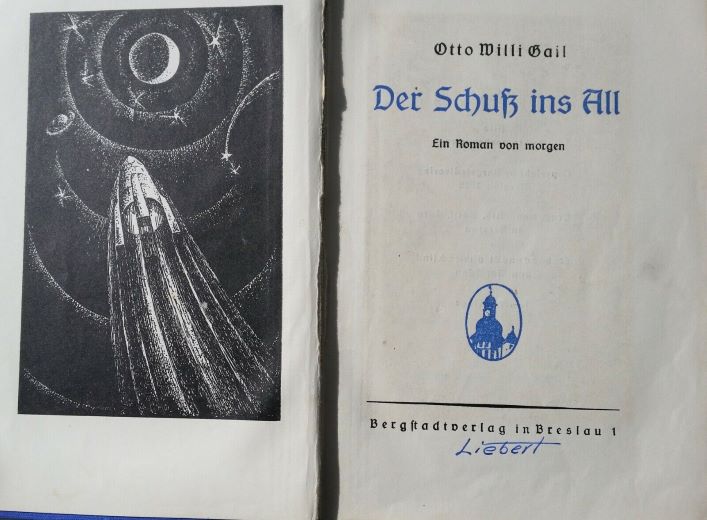 Otto Willi Gail
Der Schuß ins All
Ein Roman von morgen
Bergſtadtverlag in Breslau 1
Liebert